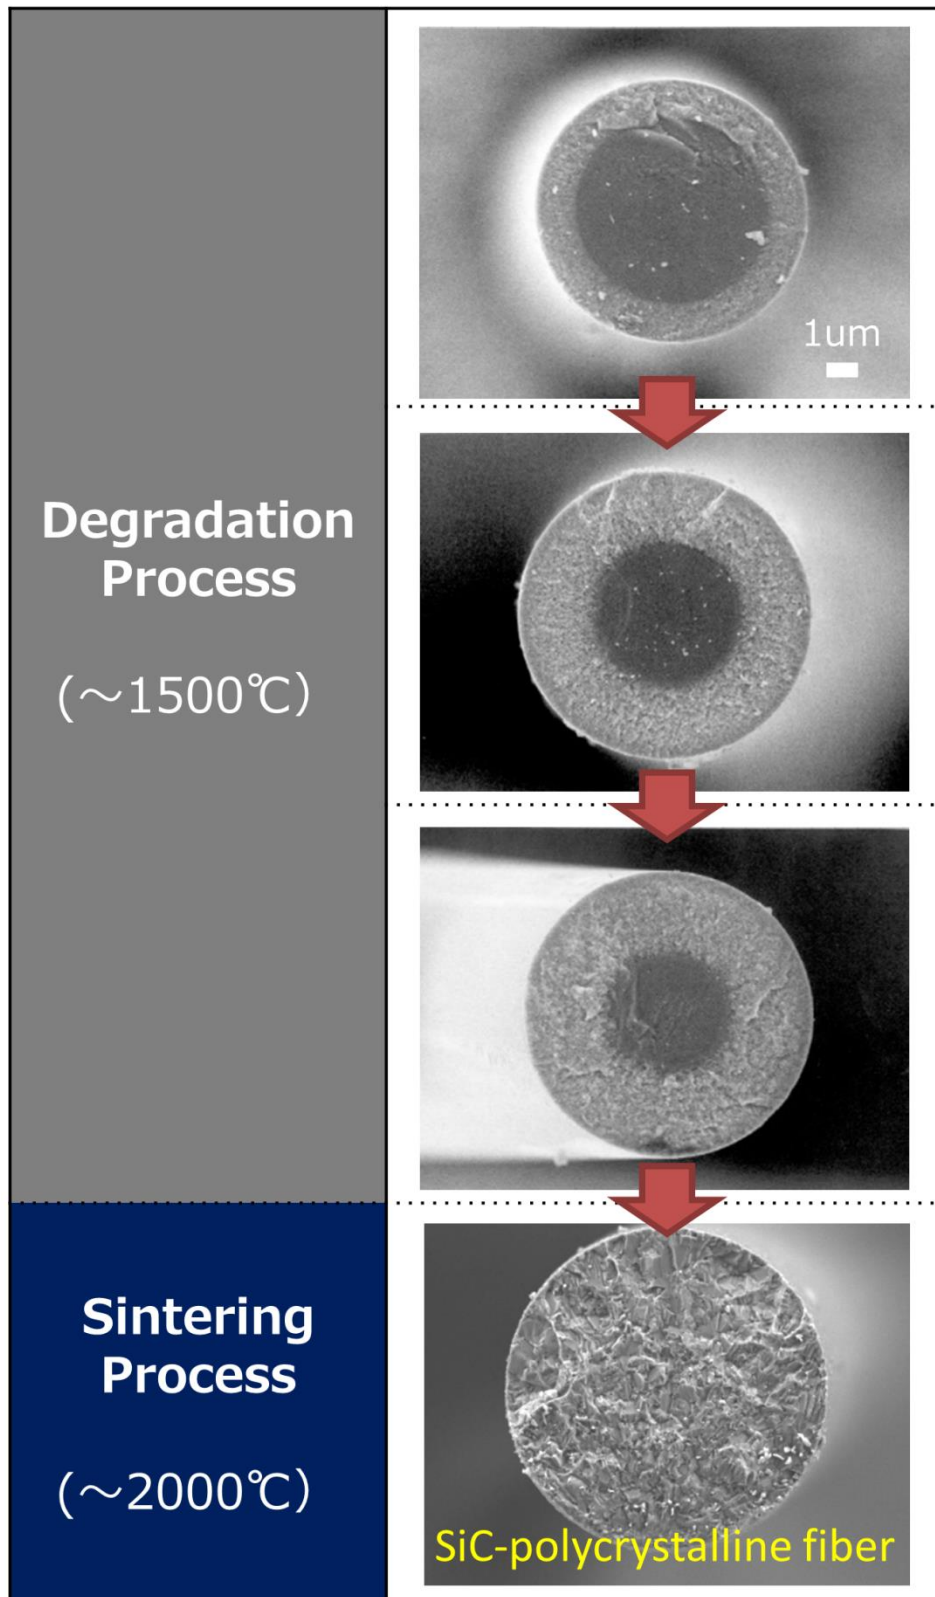 1um
Degradation
Process
(～1500℃）
Sintering
Process
(～2000℃）
SiC-polycrystalline fiber